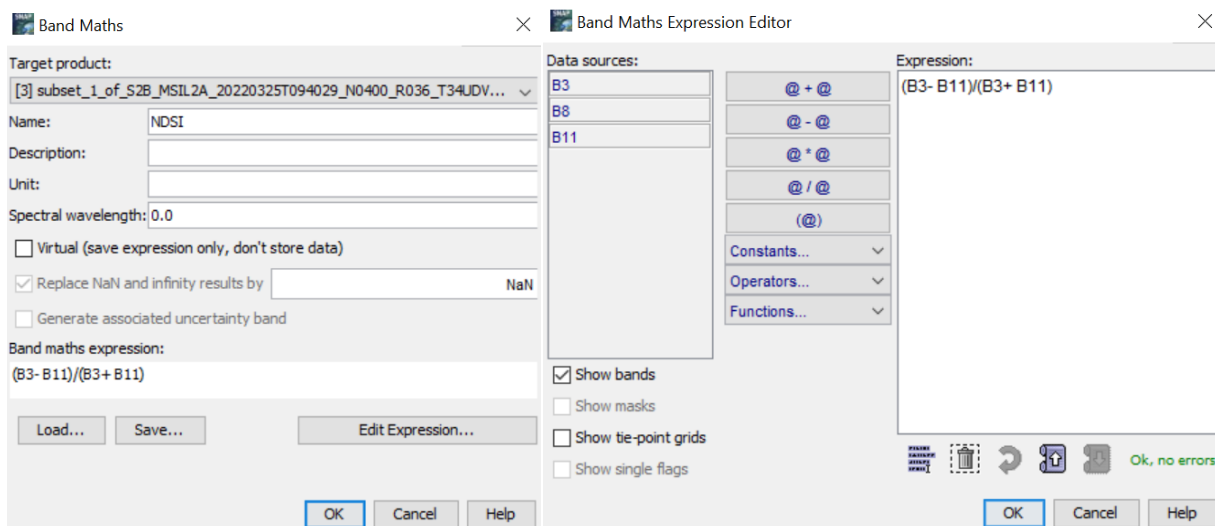 Band Maths
Target product:
[3] subset_1_of_S2B_MSIL2A_20220325T094029_N0400_R036_T34UDV...
Name: NDSI
Description:
Unit:
Spectral wavelength: 0.0
Virtual (save expression only, don't store data)
Replace NaN and infinity results by NaN
Generate associated uncertainty band
Band maths expression:
(B3- B11)/(B3+ B11)
Load... Save... Edit Expression...
OK Cancel Help
Band Maths Expression Editor
Data sources: Expression:
B3 @ + @ (B3- B11)/(B3+ B11)
B8 @ - @
B11 @ * @
@ / @
(@)
Constants...
Operators...
Functions...
Show bands
Show masks
Show tie-point grids
Show single flags
Ok, no errors
OK Cancel Help